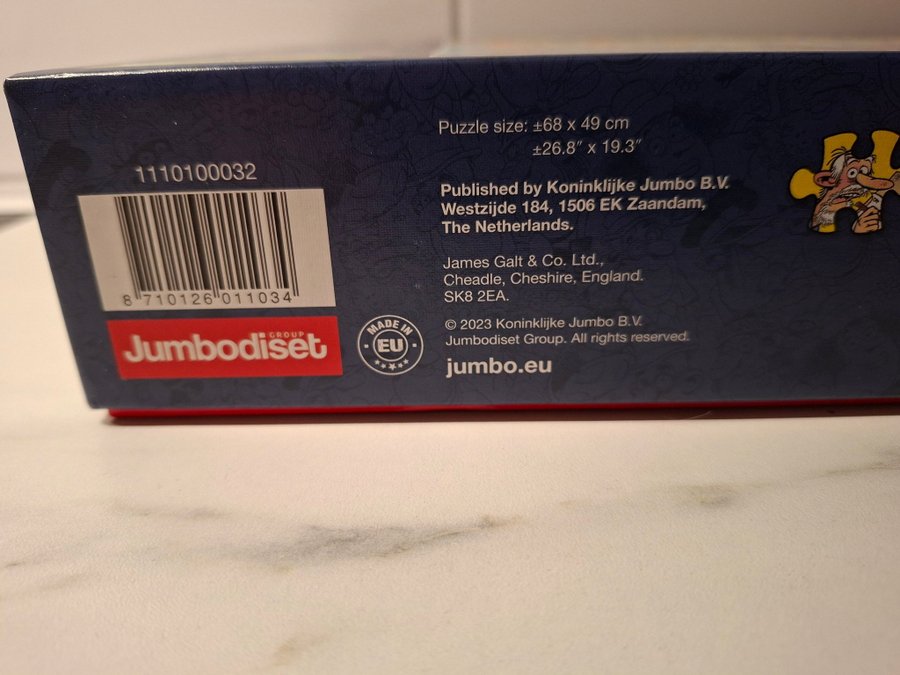 1110100032
8 710126 011034
GROUP
Jumbodiset
MADE IN
EU
Puzzle size: ±68 x 49 cm
±26.8″ x 19.3″
Published by Koninklijke Jumbo B.V.
Westzijde 184, 1506 EK Zaandam,
The Netherlands.
James Galt & Co. Ltd.,
Cheadle, Cheshire, England.
SK8 2EA.
© 2023 Koninklijke Jumbo B.V.
Jumbodiset Group. All rights reserved.
jumbo.eu